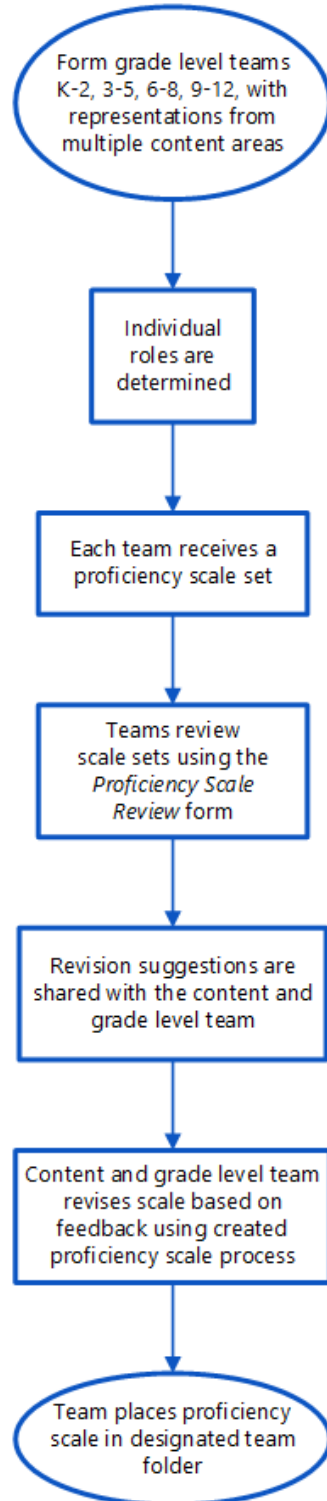 Form grade level teams
K-2, 3-5, 6-8, 9-12, with
representations from
multiple content areas
Individual
roles are
determined
Each team receives a
proficiency scale set
Teams review
scale sets using the
Proficiency Scale
Review form
Revision suggestions are
shared with the content and
grade level team
Content and grade level team
revises scale based on
feedback using created
proficiency scale process
Team places proficiency
scale in designated team
folder